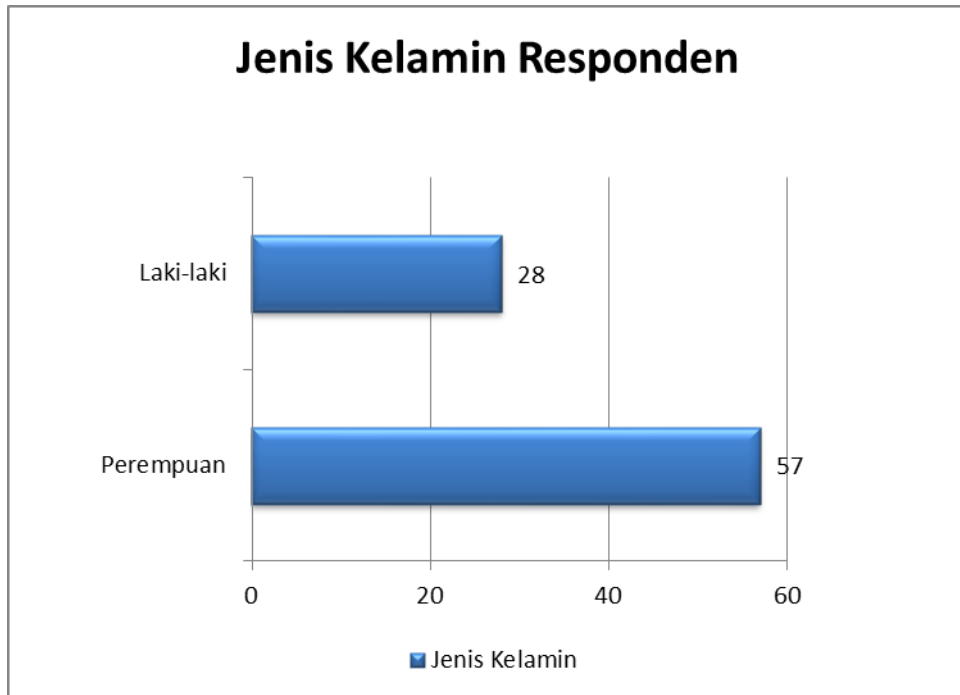 Jenis Kelamin Responden
Laki-laki
28
Perempuan
57
0 20 40 60
Jenis Kelamin